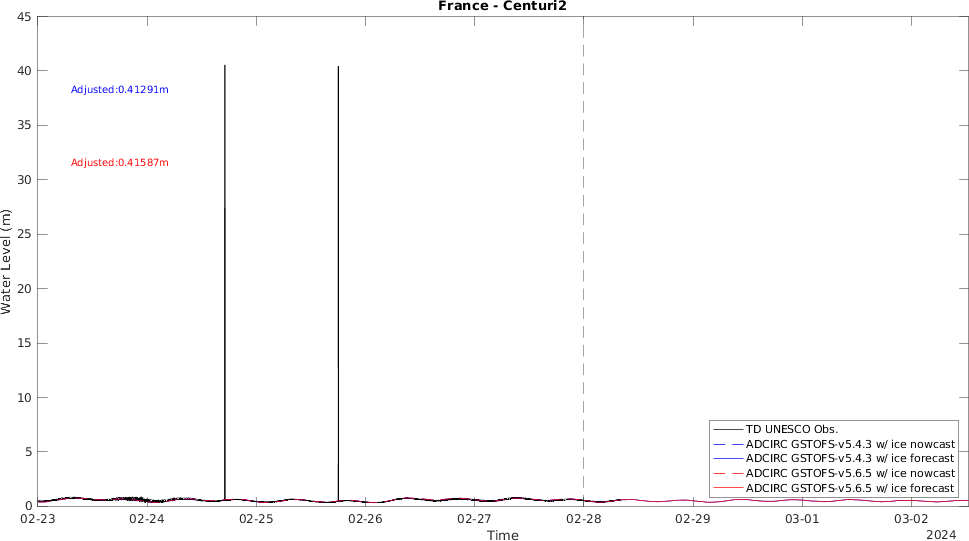 France - Centuri2
45
40
35
30
25
20
15
10
5
0
Water Level (m)
Adjusted:0.41291m
Adjusted:0.41587m
TD UNESCO Obs.
ADCIRC GSTOFS-v5.4.3 w/ ice nowcast
ADCIRC GSTOFS-v5.4.3 w/ ice forecast
ADCIRC GSTOFS-v5.6.5 w/ ice nowcast
ADCIRC GSTOFS-v5.6.5 w/ ice forecast
02-23 02-24 02-25 02-26 02-27 02-28 02-29 03-01 03-02
Time
2024